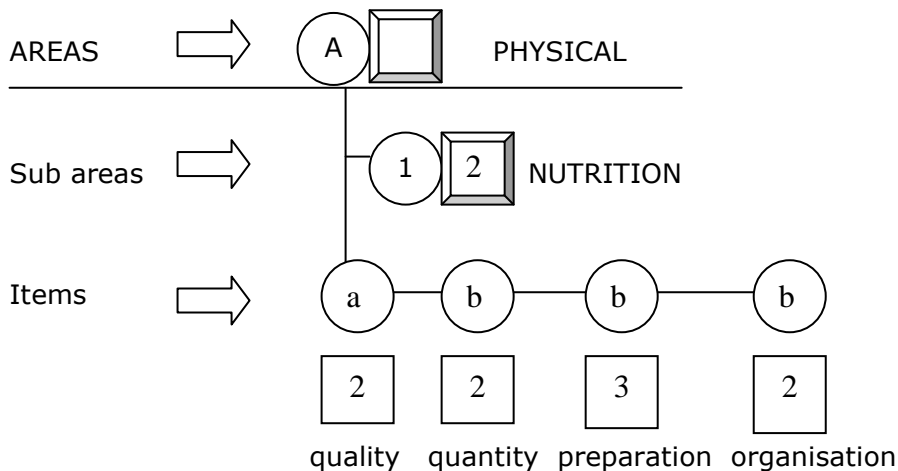 AREAS A PHYSICAL
Sub areas 1 2 NUTRITION
Items a b b b
2 2 3 2
quality quantity preparation organisation